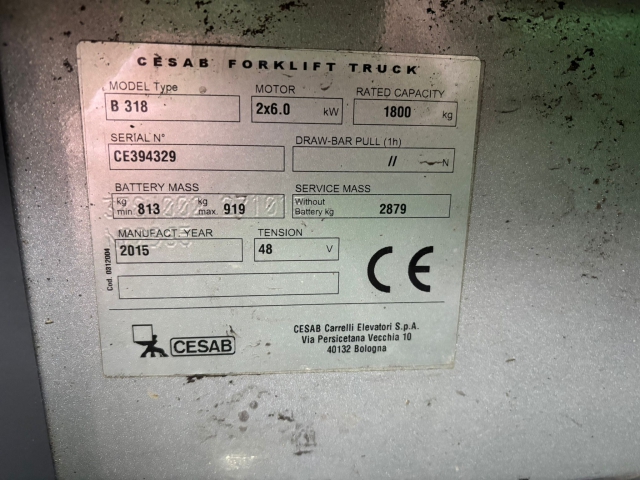 CESAB FORKLIFT TRUCK
MODEL Type MOTOR RATED CAPACITY
B 318 2x6.0 kW 1800 kg
SERIAL N° DRAW-BAR PULL (1h)
CE394329 // N
BATTERY MASS SERVICE MASS
kg min 813 kg max. 919 Without Battery kg 2879
MANUFACT. YEAR TENSION
2015 48 V
CE
Cod. 0312004
CESAB
CESAB Carrelli Elevatori S.p.A.
Via Persicetana Vecchia 10
40132 Bologna